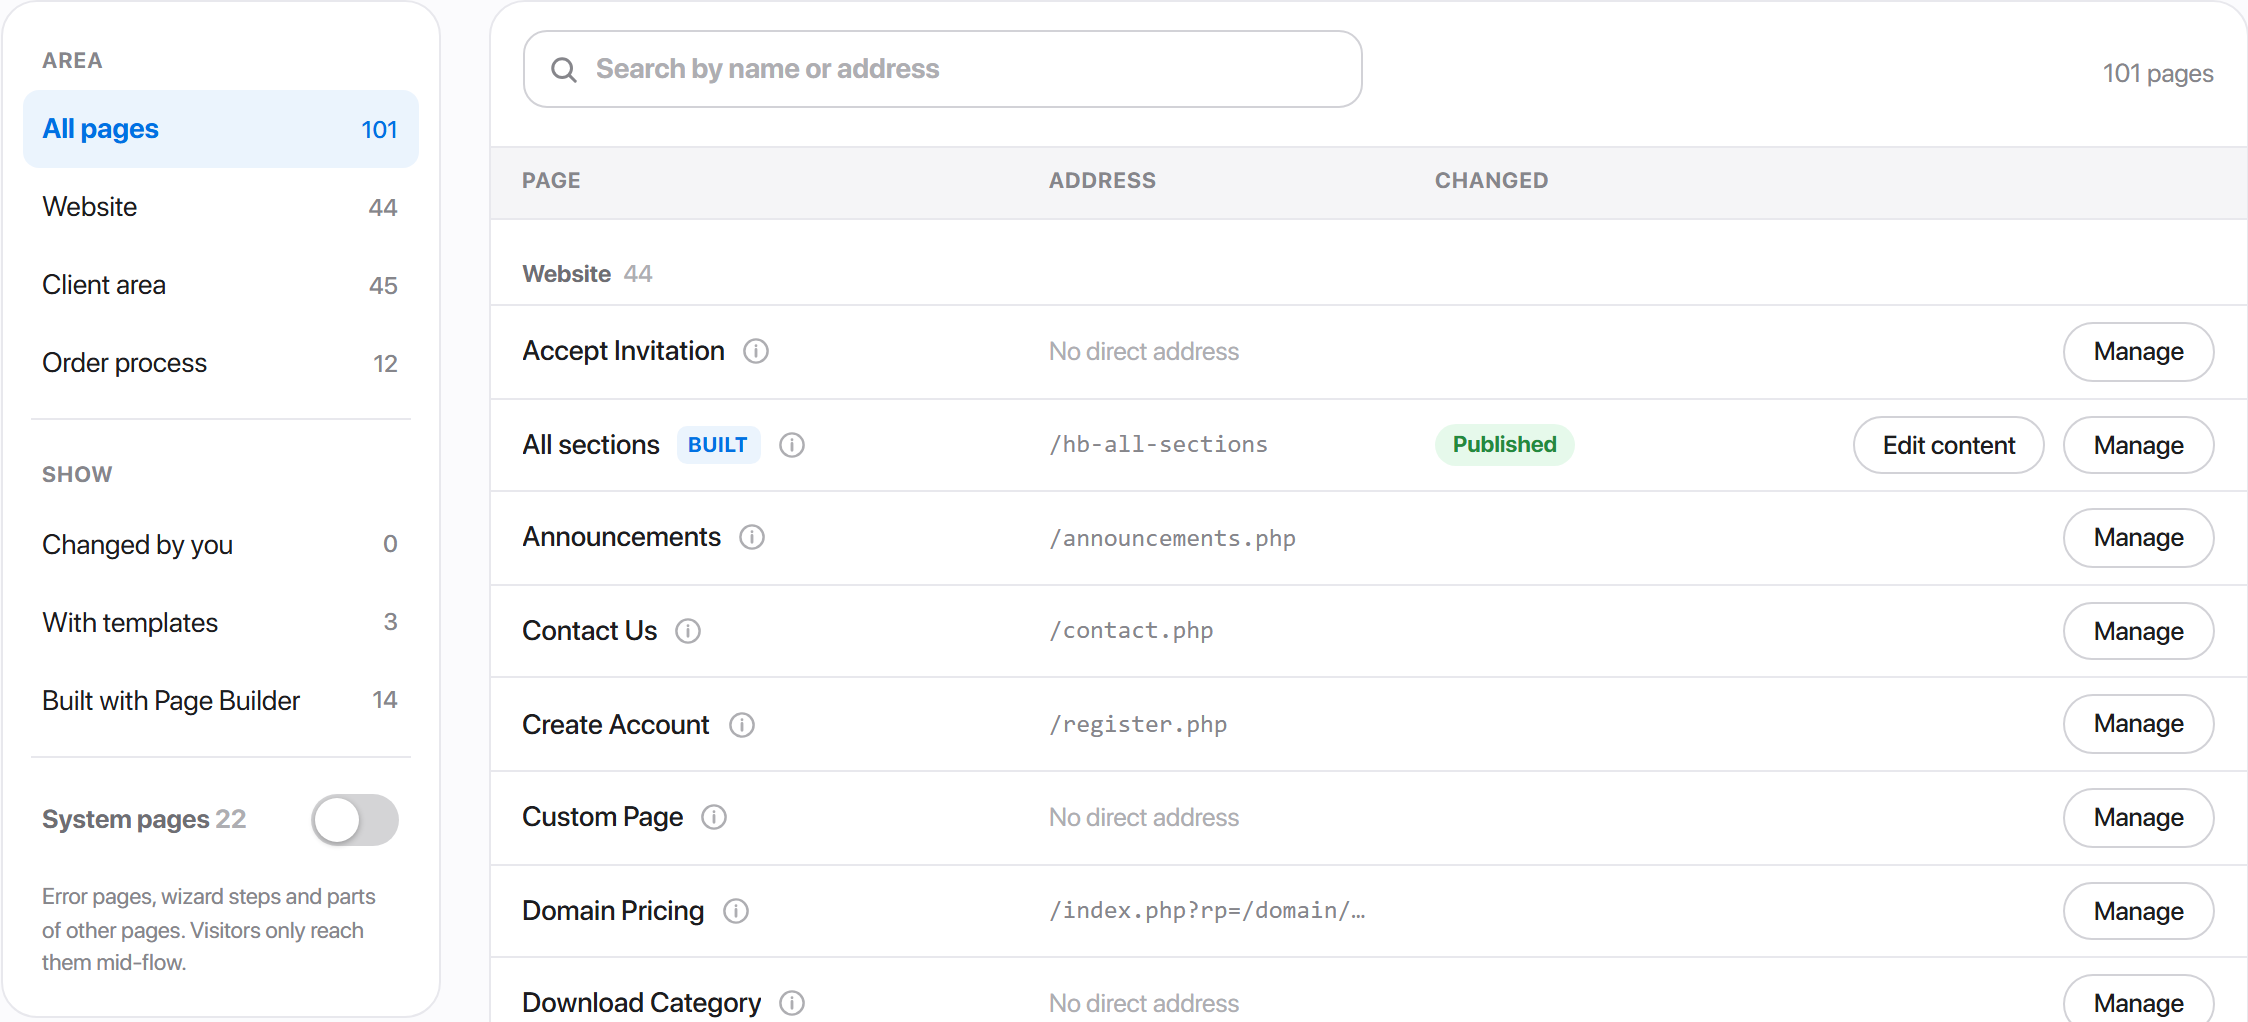 AREA
All pages 101
Website 44
Client area 45
Order process 12
SHOW
Changed by you 0
With templates 3
Built with Page Builder 14
System pages 22
Error pages, wizard steps and parts
of other pages. Visitors only reach
them mid-flow.
Search by name or address
101 pages
PAGE ADDRESS CHANGED
Website 44
Accept Invitation No direct address Manage
All sections BUILT /hb-all-sections Published Edit content Manage
Announcements /announcements.php Manage
Contact Us /contact.php Manage
Create Account /register.php Manage
Custom Page No direct address Manage
Domain Pricing /index.php?rp=/domain/… Manage
Download Category No direct address Manage